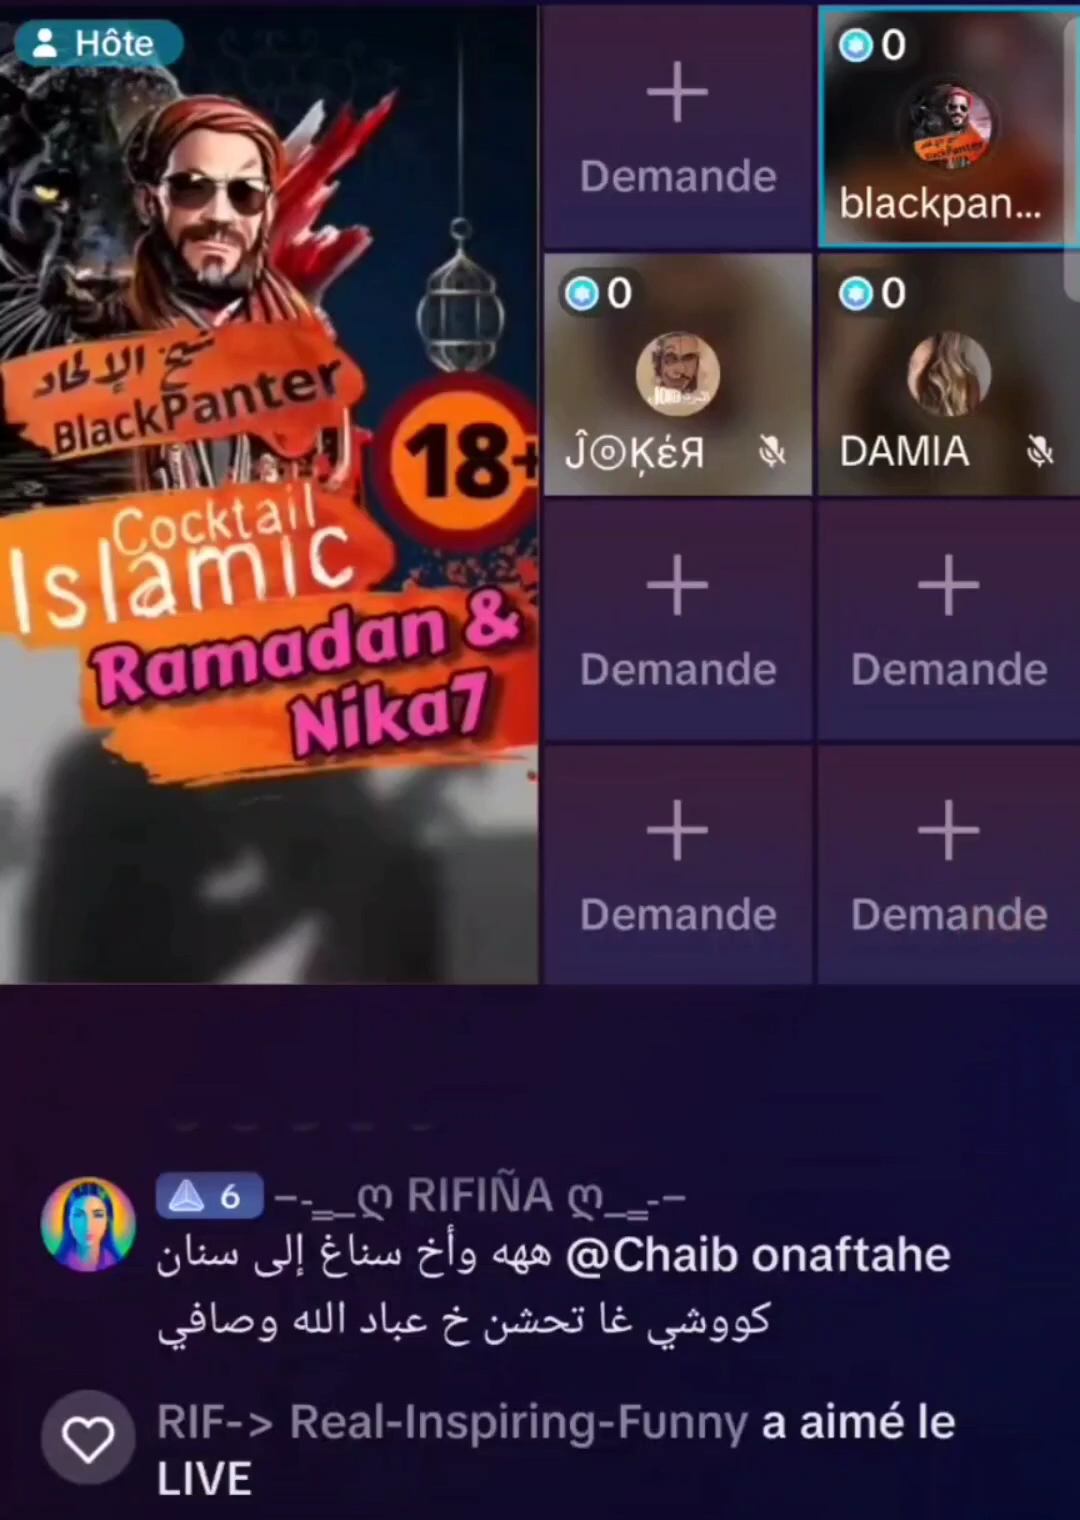 Hôte
شيخ الإلحاد
BlackPanter
18+
Cocktail
Islamic
Ramadan &
Nika7
Demande
0
blackpan...
0
ĴꙨĶέЯ
0
DAMIA
Demande
Demande
Demande
Demande
6 –-‗_ღ RIFIÑA ღ_‗-–
@Chaib onaftahe ههه وأخ سناغ إلى سنان
كووشي غا تحشن خ عباد الله وصافي
RIF-> Real-Inspiring-Funny a aimé le
LIVE